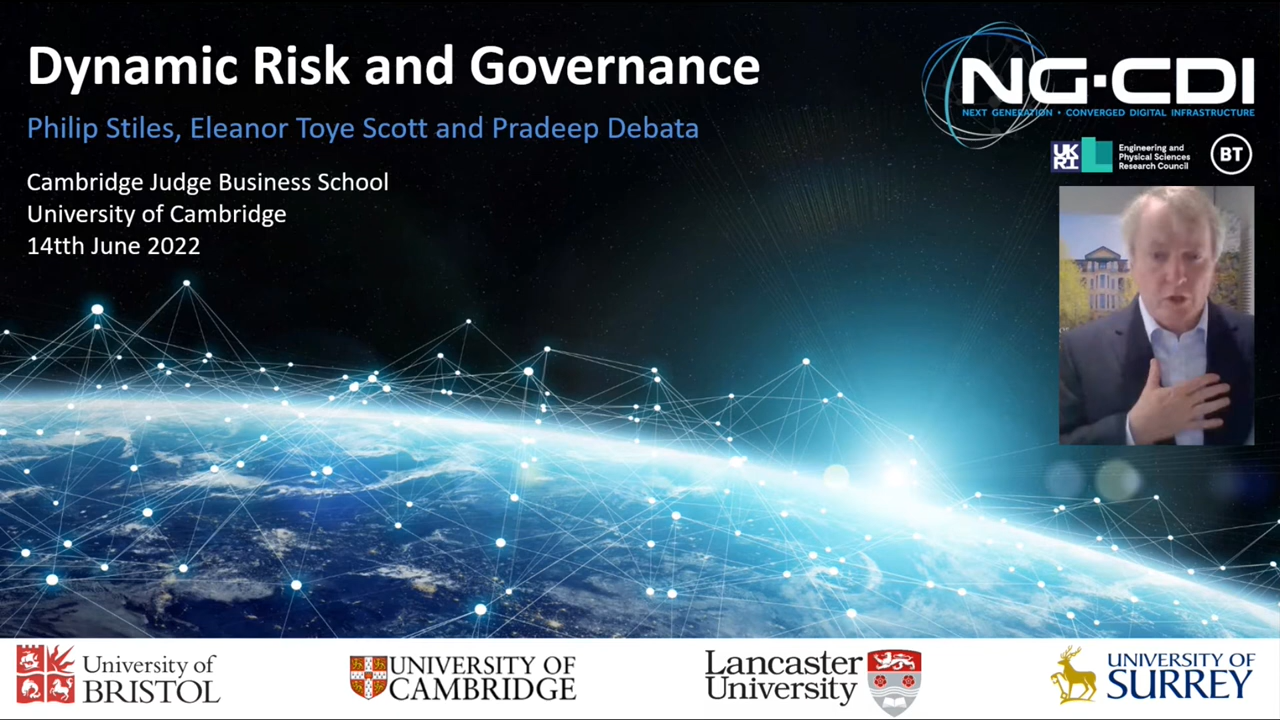 Dynamic Risk and Governance
Philip Stiles, Eleanor Toye Scott and Pradeep Debata
Cambridge Judge Business School
University of Cambridge
14tth June 2022
NG·CDI
NEXT GENERATION • CONVERGED DIGITAL INFRASTRUCTURE
UKRI
Engineering and
Physical Sciences
Research Council
BT
University of
BRISTOL
UNIVERSITY OF
CAMBRIDGE
Lancaster
University
UNIVERSITY OF
SURREY